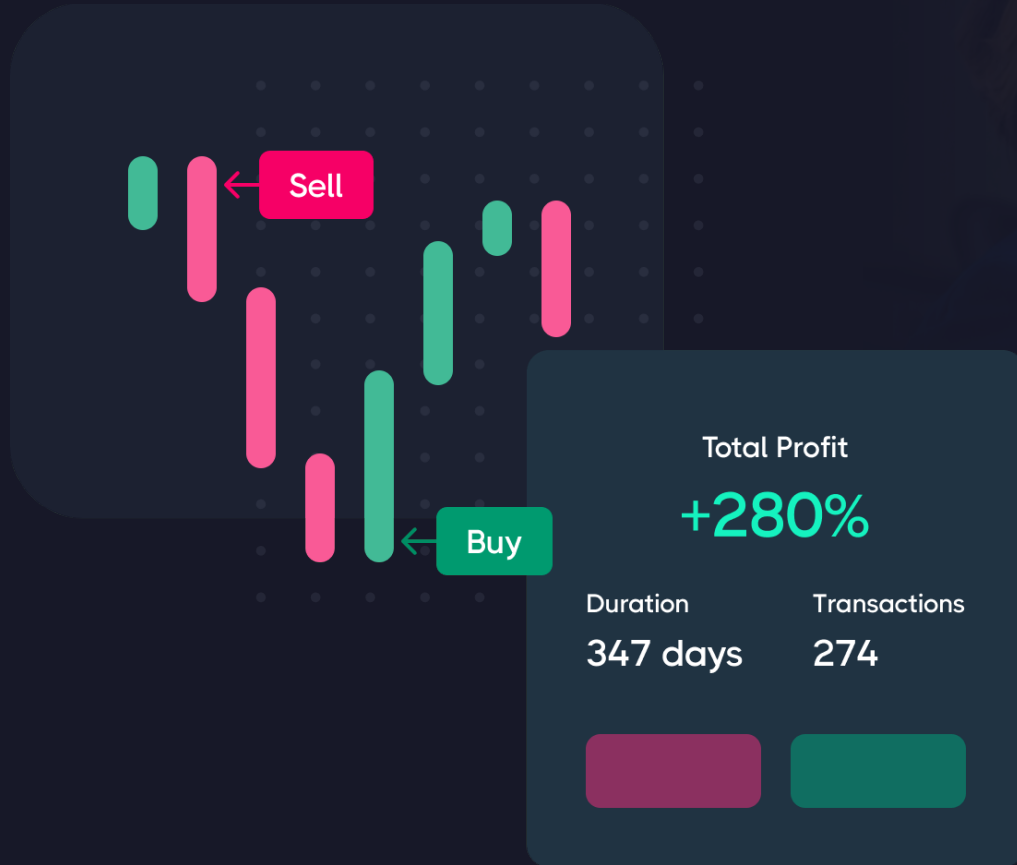 Sell
Buy
Total Profit
+280%
Duration
Transactions
347 days
274